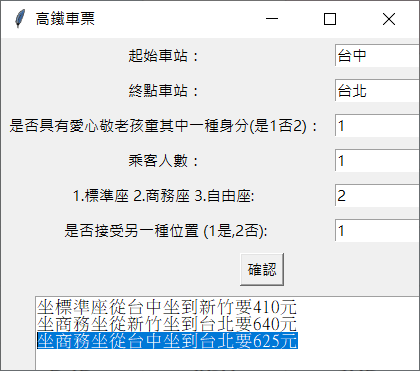 高鐵車票
起始車站： 台中
終點車站： 台北
是否具有愛心敬老孩童其中一種身分(是1否2)： 1
乘客人數： 1
1.標準座 2.商務座 3.自由座: 2
是否接受另一種位置 (1是,2否): 1
確認
坐標準座從台中坐到新竹要410元
坐商務坐從新竹坐到台北要640元
坐商務坐從台中坐到台北要625元